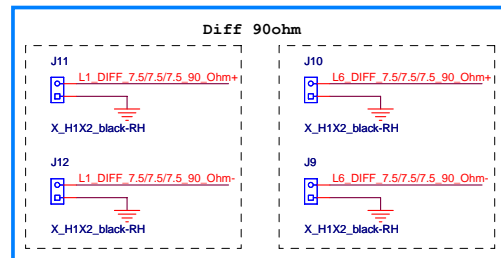 Diff 90ohm
J11
L1_DIFF_7.5/7.5/7.5_90_Ohm+
X_H1X2_black-RH
J10
L6_DIFF_7.5/7.5/7.5_90_Ohm+
X_H1X2_black-RH
J12
L1_DIFF_7.5/7.5/7.5_90_Ohm-
X_H1X2_black-RH
J9
L6_DIFF_7.5/7.5/7.5_90_Ohm-
X_H1X2_black-RH